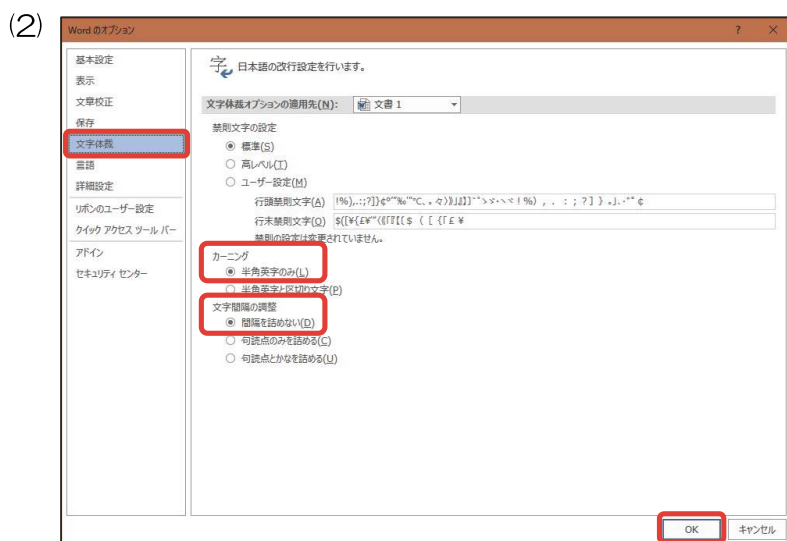 (2)
Word のオプション ? ×
基本設定
表示
文章校正
保存
文字体裁
言語
詳細設定
リボンのユーザー設定
クイック アクセス ツール バー
アドイン
セキュリティ センター
字 日本語の改行設定を行います。
文字体裁オプションの適用先(N): 文書 1
禁則文字の設定
標準(S)
高レベル(T)
ユーザー設定(M)
行頭禁則文字(A)
行末禁則文字(O)
禁則の設定は変更されていません。
カーニング
半角英字のみ(L)
半角英字と区切り文字(P)
文字間隔の調整
間隔を詰めない(D)
句読点のみを詰める(C)
句読点とかなを詰める(U)
OK キャンセル